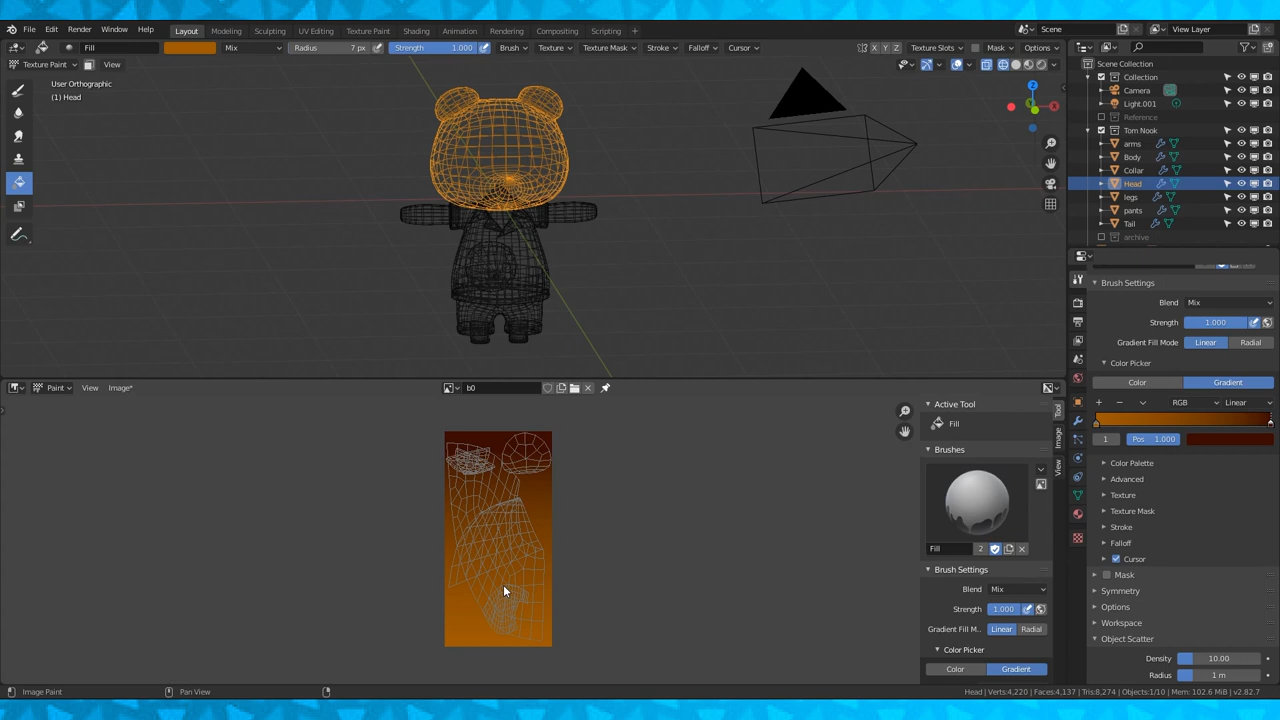 File Edit Render Window Help Layout Modeling Sculpting UV Editing Texture Paint Shading Animation Rendering Compositing Scripting Scene View Layer
Fill Mix Radius 7 px Strength 1.000 Brush Texture Texture Mask Stroke Falloff Cursor X Y Z Texture Slots Mask Options
Texture Paint View
Scene Collection
User Orthographic
(1) Head
Collection
Camera
Light.001
Reference
Tom Nook
arms
Body
Collar
Head
legs
pants
Tail
archive
Z
X
Brush Settings
Blend Mix
Strength 1.000
Gradient Fill Mode Linear Radial
Color Picker
Color Gradient
RGB Linear
1 Pos 1.000
Color Palette
Advanced
Texture
Texture Mask
Stroke
Falloff
Cursor
Mask
Symmetry
Options
Workspace
Object Scatter
Density 10.00
Radius 1 m
Paint View Image* b0
Active Tool
Fill
Brushes
Fill 2
Brush Settings
Blend Mix
Strength 1.000
Gradient Fill M.. Linear Radial
Color Picker
Color Gradient
Tool
Image
View
Image Paint Pan View Head | Verts:4,220 | Faces:4,137 | Tris:8,274 | Objects:1/10 | Mem: 102.6 MiB | v2.82.7